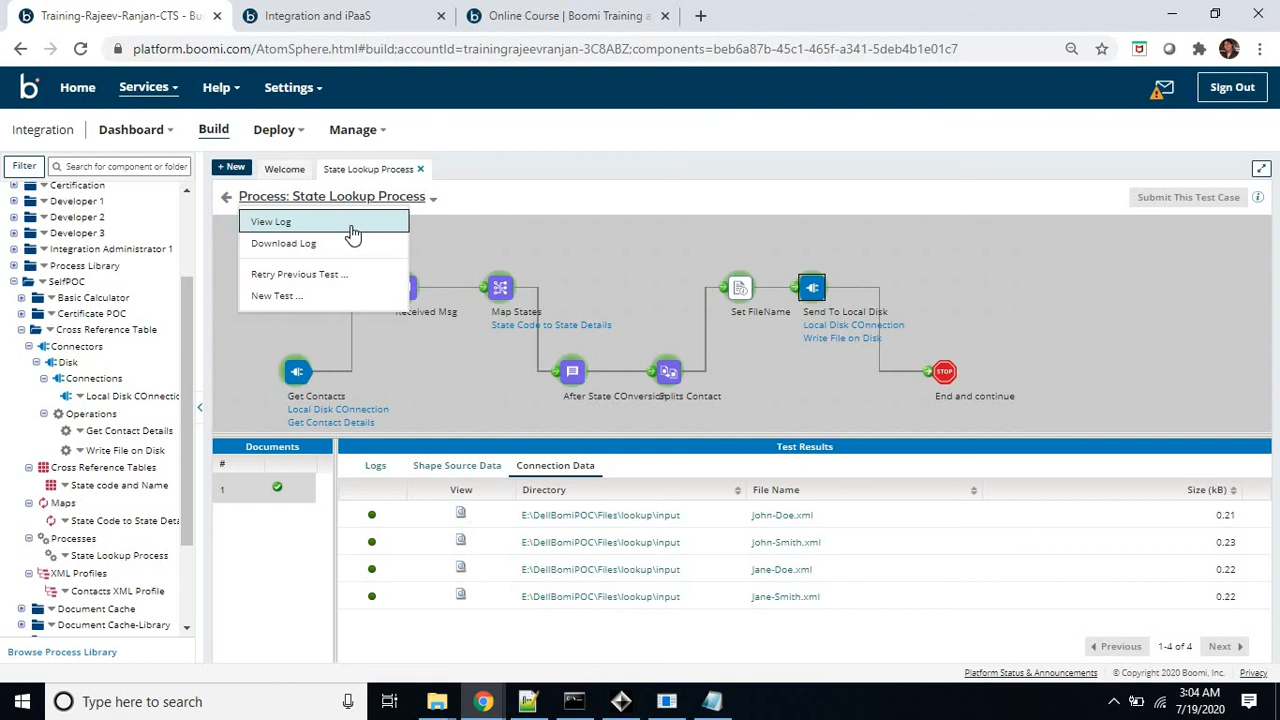 Training-Rajeev-Ranjan-CTS - Bu
Integration and iPaaS
Online Course | Boomi Training a
platform.boomi.com/AtomSphere.html#build;accountId=trainingrajeevranjan-3C8ABZ;components=beb6a87b-45c1-465f-a341-5deb4b1e01c7
Home
Services
Help
Settings
Sign Out
Integration
Dashboard
Build
Deploy
Manage
Filter
Search for component or folder
+ New
Welcome
State Lookup Process
Certification
Developer 1
Developer 2
Developer 3
Integration Administrator 1
Process Library
SelfPOC
Basic Calculator
Certificate POC
Cross Reference Table
Connectors
Disk
Connections
Local Disk COnnectic
Operations
Get Contact Details
Write File on Disk
Cross Reference Tables
State code and Name
Maps
State Code to State Deta
Processes
State Lookup Process
XML Profiles
Contacts XML Profile
Document Cache
Document Cache-Library
Browse Process Library
Process: State Lookup Process
Submit This Test Case
View Log
Download Log
Retry Previous Test ...
New Test ...
Received Msg
Map States
State Code to State Details
Set FileName
Send To Local Disk
Local Disk COnnection
Write File on Disk
Get Contacts
Local Disk COnnection
Get Contact Details
After State COnversion
Splits Contact
STOP
End and continue
Documents
Test Results
#
1
Logs
Shape Source Data
Connection Data
View
Directory
File Name
Size (kB)
E:\DellBomiPOC\Files\lookup\input
John-Doe.xml
0.21
E:\DellBomiPOC\Files\lookup\input
John-Smith.xml
0.23
E:\DellBomiPOC\Files\lookup\input
Jane-Doe.xml
0.22
E:\DellBomiPOC\Files\lookup\input
Jane-Smith.xml
0.22
Previous
1-4 of 4
Next
Platform Status & Announcements
© Copyright 2020 Boomi, Inc.
Privacy
Type here to search
3:04 AM
7/19/2020